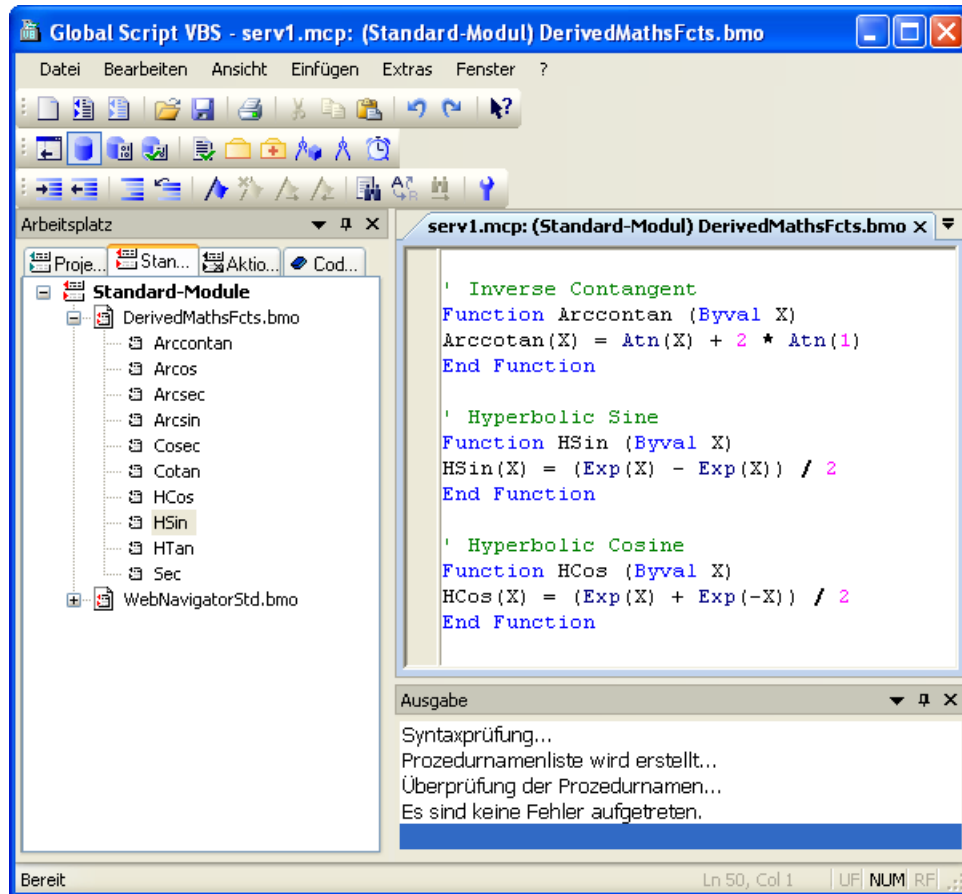 Global Script VBS - serv1.mcp: (Standard-Modul) DerivedMathsFcts.bmo
Datei Bearbeiten Ansicht Einfügen Extras Fenster ?
Arbeitsplatz
Proje... Stan... Aktio... Cod...
Standard-Module
DerivedMathsFcts.bmo
Arccontan
Arcos
Arcsec
Arcsin
Cosec
Cotan
HCos
HSin
HTan
Sec
WebNavigatorStd.bmo
serv1.mcp: (Standard-Modul) DerivedMathsFcts.bmo
' Inverse Contangent
Function Arccontan (Byval X)
Arccotan(X) = Atn(X) + 2 * Atn(1)
End Function
' Hyperbolic Sine
Function HSin (Byval X)
HSin(X) = (Exp(X) - Exp(X)) / 2
End Function
' Hyperbolic Cosine
Function HCos (Byval X)
HCos(X) = (Exp(X) + Exp(-X)) / 2
End Function
Ausgabe
Syntaxprüfung...
Prozedurnamenliste wird erstellt...
Überprüfung der Prozedurnamen...
Es sind keine Fehler aufgetreten.
Bereit
Ln 50, Col 1 UF NUM RF